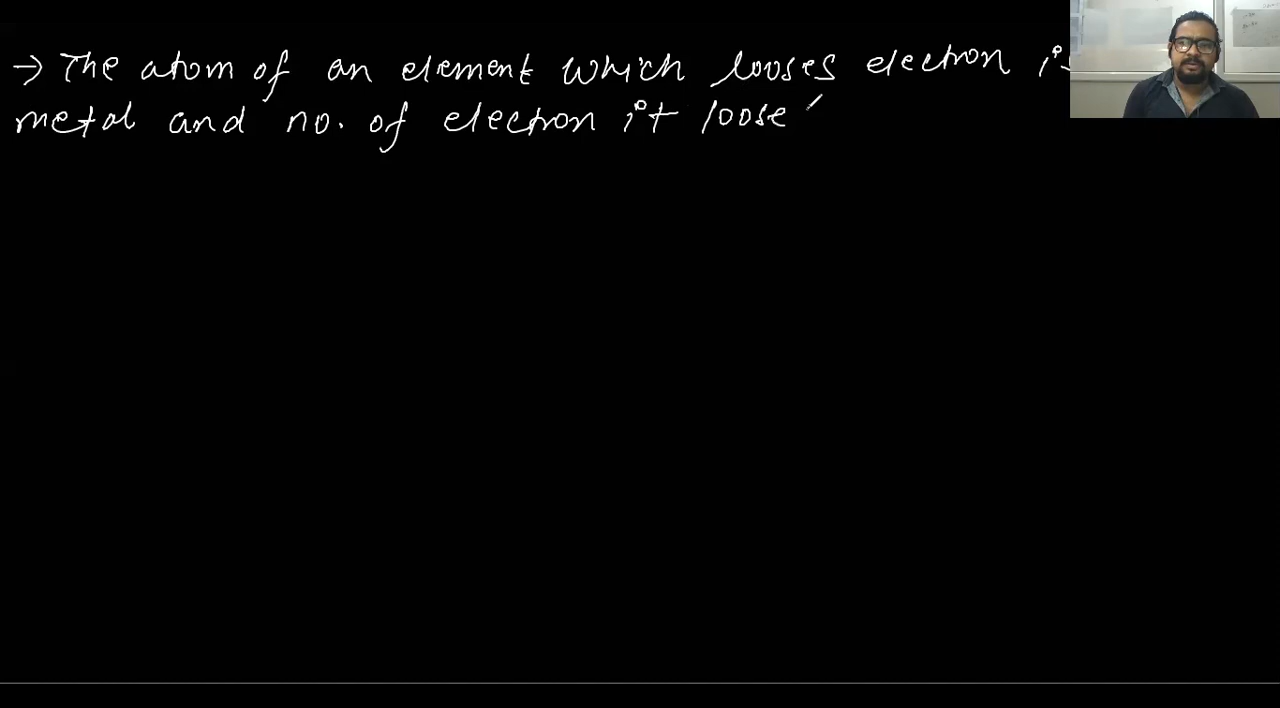 → The atom of an element which looses electron is
metal and no. of electron it loose